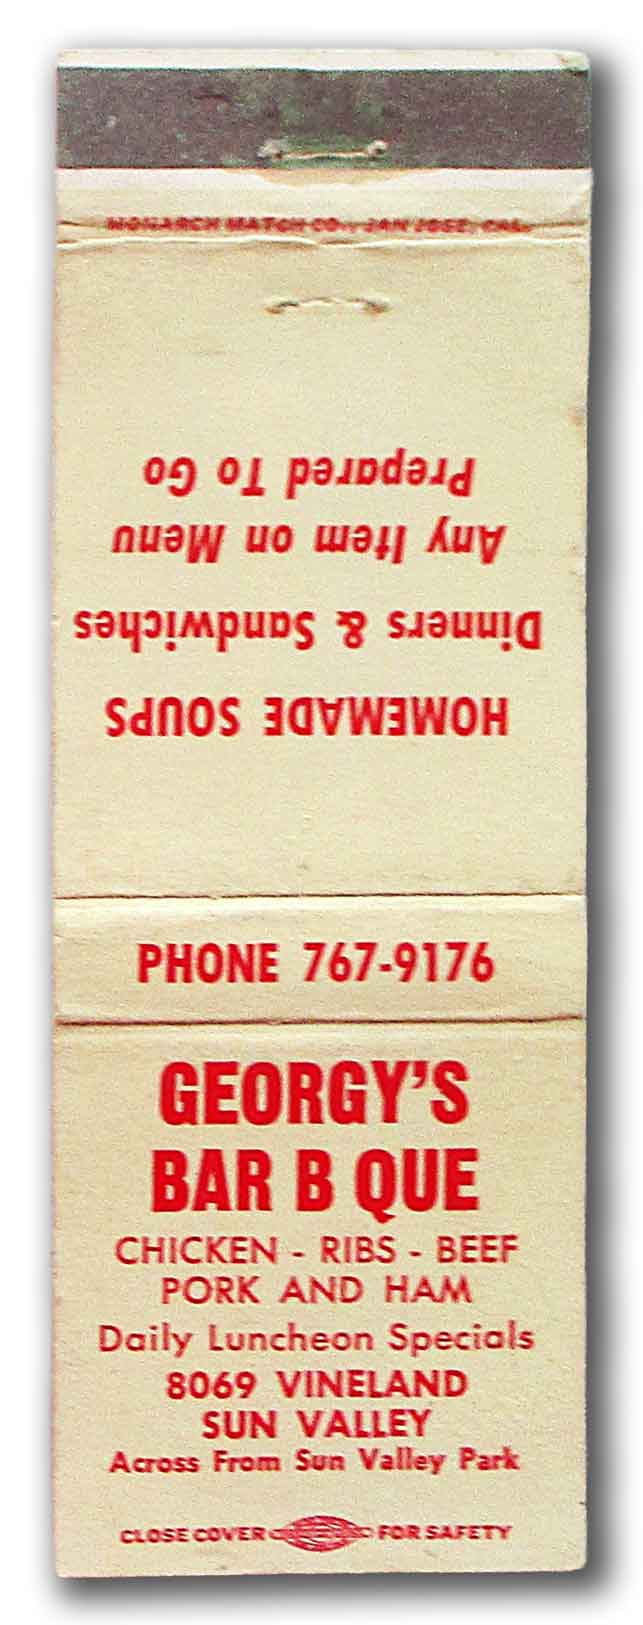 MONARCH MATCH CO., SAN JOSE, CAL.
HOMEMADE SOUPS
Dinners & Sandwiches
Any Item on Menu
Prepared To Go
PHONE 767-9176
GEORGY'S
BAR B QUE
CHICKEN - RIBS - BEEF
PORK AND HAM
Daily Luncheon Specials
8069 VINELAND
SUN VALLEY
Across From Sun Valley Park
CLOSE COVER FOR SAFETY